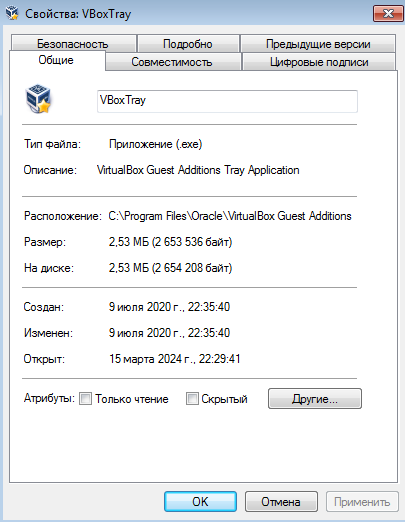 Свойства: VBoxTray
Безопасность Подробно Предыдущие версии
Общие Совместимость Цифровые подписи
VBoxTray
Тип файла: Приложение (.exe)
Описание: VirtualBox Guest Additions Tray Application
Расположение: C:\Program Files\Oracle\VirtualBox Guest Additions
Размер: 2,53 МБ (2 653 536 байт)
На диске: 2,53 МБ (2 654 208 байт)
Создан: 9 июля 2020 г., 22:35:40
Изменен: 9 июля 2020 г., 22:35:40
Открыт: 15 марта 2024 г., 22:29:41
Атрибуты: Только чтение Скрытый Другие...
OK Отмена Применить